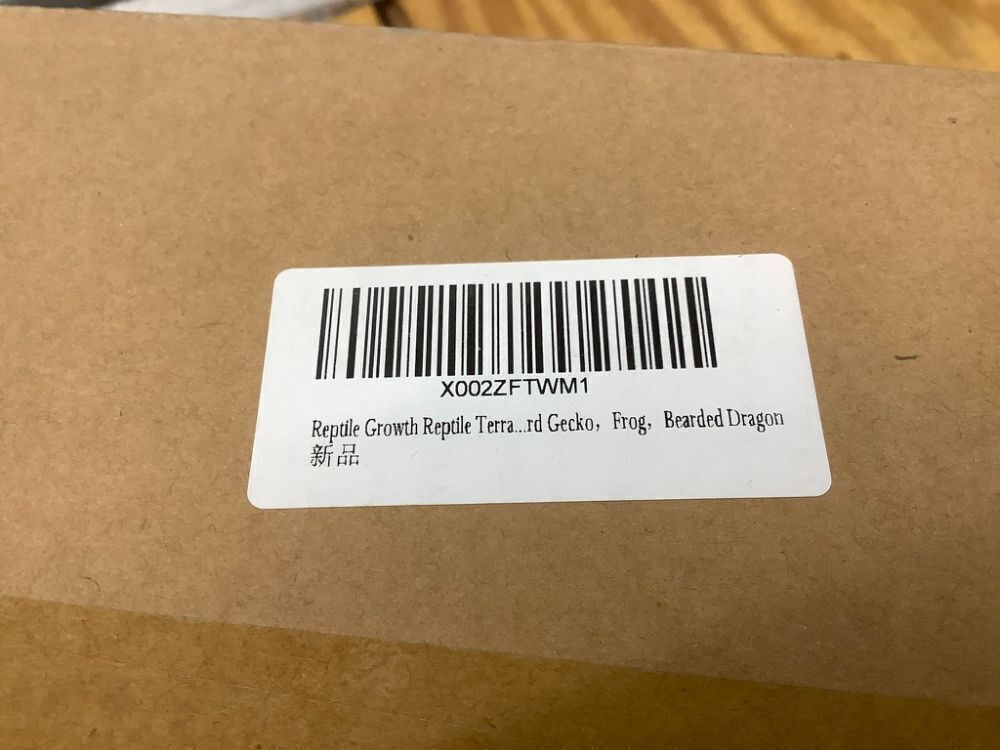 X002ZFTWM1
Reptile Growth Reptile Terra...rd Gecko，Frog，Bearded Dragon
新品